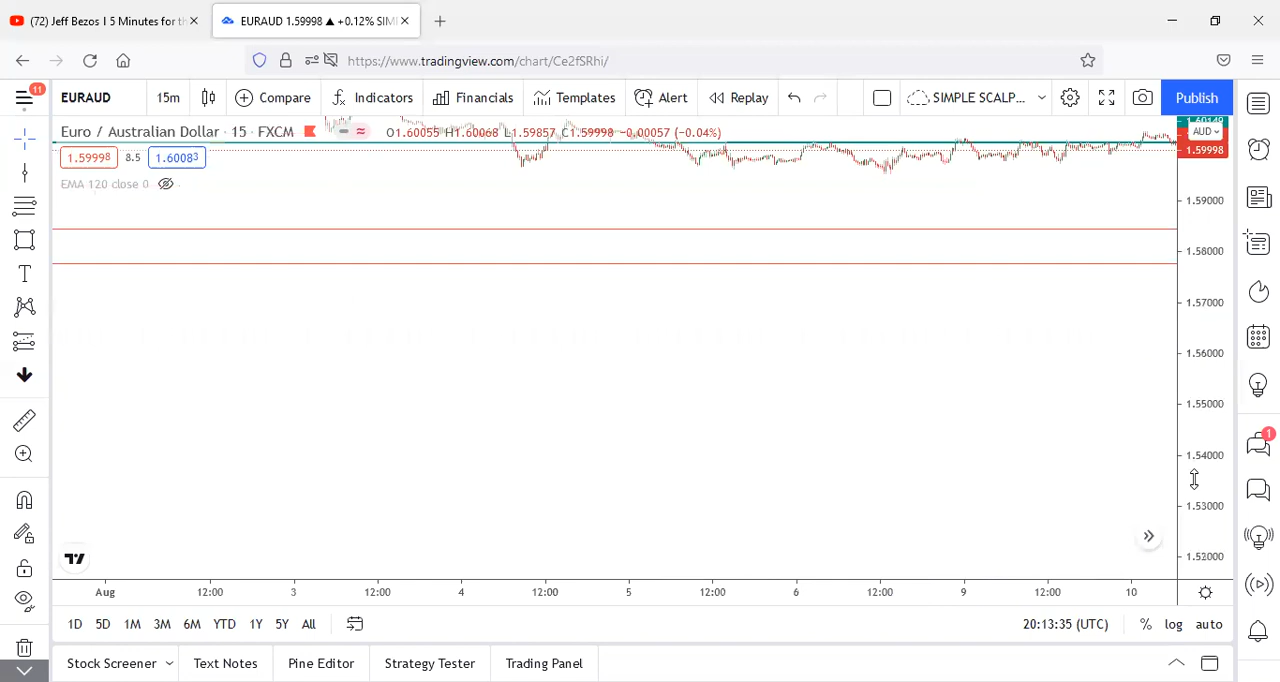 (72) Jeff Bezos I 5 Minutes for th
EURAUD 1.59998 ▲ +0.12% SIM
https://www.tradingview.com/chart/Ce2fSRhi/
11
EURAUD
15m
Compare
Indicators
Financials
Templates
Alert
Replay
SIMPLE SCALP...
Publish
Euro / Australian Dollar · 15 · FXCM
O1.60055 H1.60068 L1.59857 C1.59998 -0.00057 (-0.04%)
1.60149
AUD
1.59998
1.59998
8.5
1.60083
EMA 120 close 0
1.59000
1.58000
1.57000
1.56000
1.55000
1.54000
1.53000
1.52000
1
Aug
12:00
3
12:00
4
12:00
5
12:00
6
12:00
9
12:00
10
1D
5D
1M
3M
6M
YTD
1Y
5Y
All
20:13:35 (UTC)
%
log
auto
Stock Screener
Text Notes
Pine Editor
Strategy Tester
Trading Panel